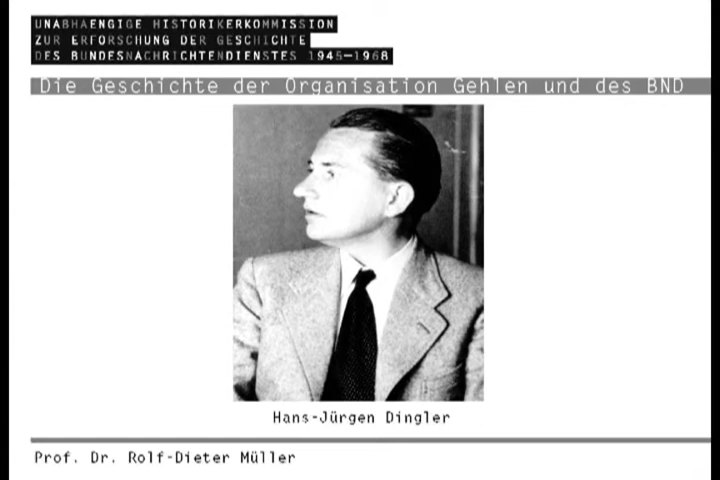 UNABHAENGIGE HISTORIKERKOMMISSION
ZUR ERFORSCHUNG DER GESCHICHTE
DES BUNDESNACHRICHTENDIENSTES 1945–1968
Die Geschichte der Organisation Gehlen und des BND
Hans-Jürgen Dingler
Prof. Dr. Rolf-Dieter Müller